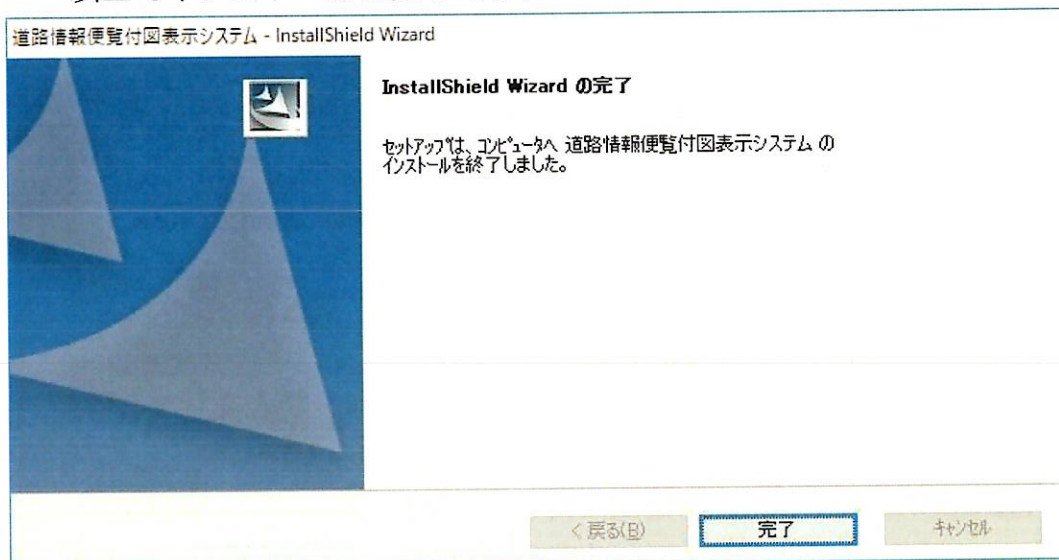 道路情報便覧付図表示システム - InstallShield Wizard
InstallShield Wizard の完了
セットアップは、コンピュータへ 道路情報便覧付図表示システム の
インストールを終了しました。
< 戻る(B)
完了
キャンセル